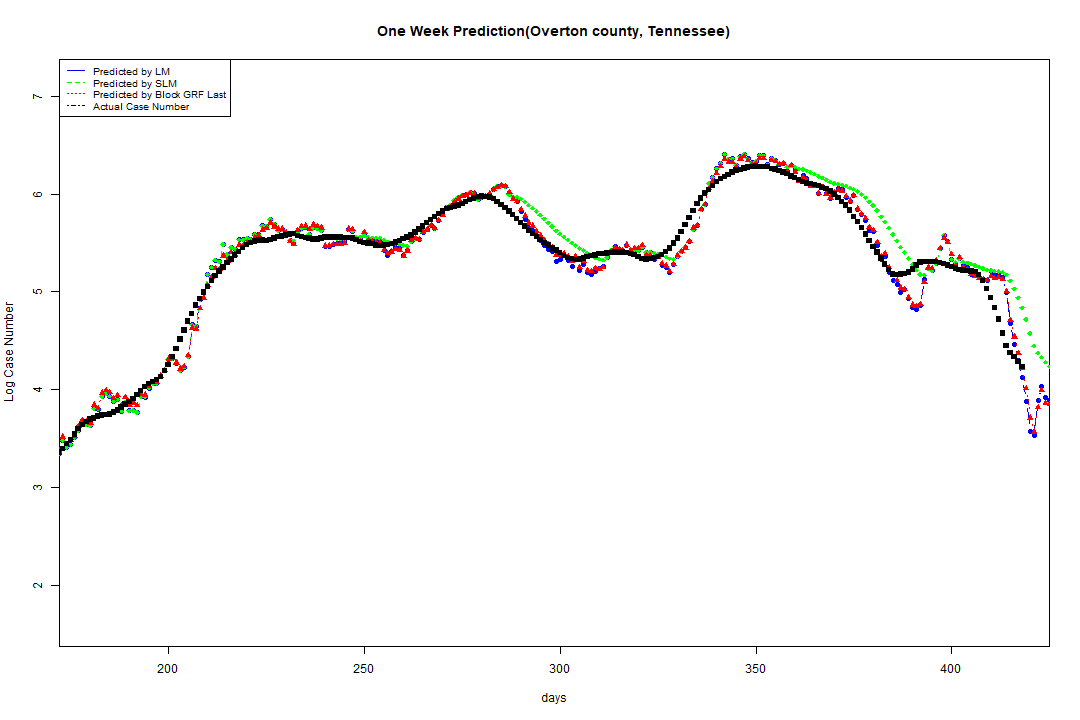 One Week Prediction(Overton county, Tennessee)
Predicted by LM
Predicted by SLM
Predicted by Block GRF Last
Actual Case Number
7
6
5
4
3
2
Log Case Number
200 250 300 350 400
days